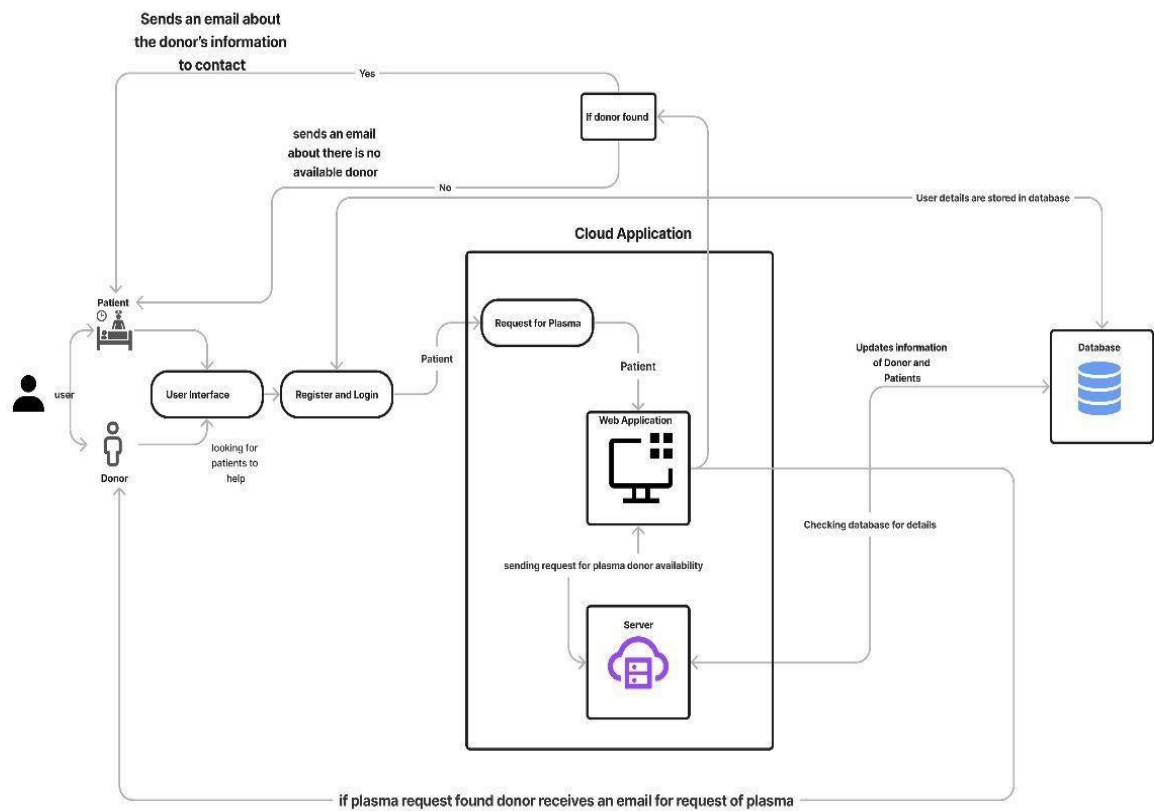 Sends an email about
the donor's information
to contact
Yes
If donor found
sends an email
about there is no
available donor
No
User details are stored in database
Cloud Application
Patient
Request for Plasma
Patient
Patient
Updates information
of Donor and
Patients
Database
user
User Interface
Register and Login
Web Application
looking for
patients to
help
Donor
Checking database for details
sending request for plasma donor availability
Server
if plasma request found donor receives an email for request of plasma